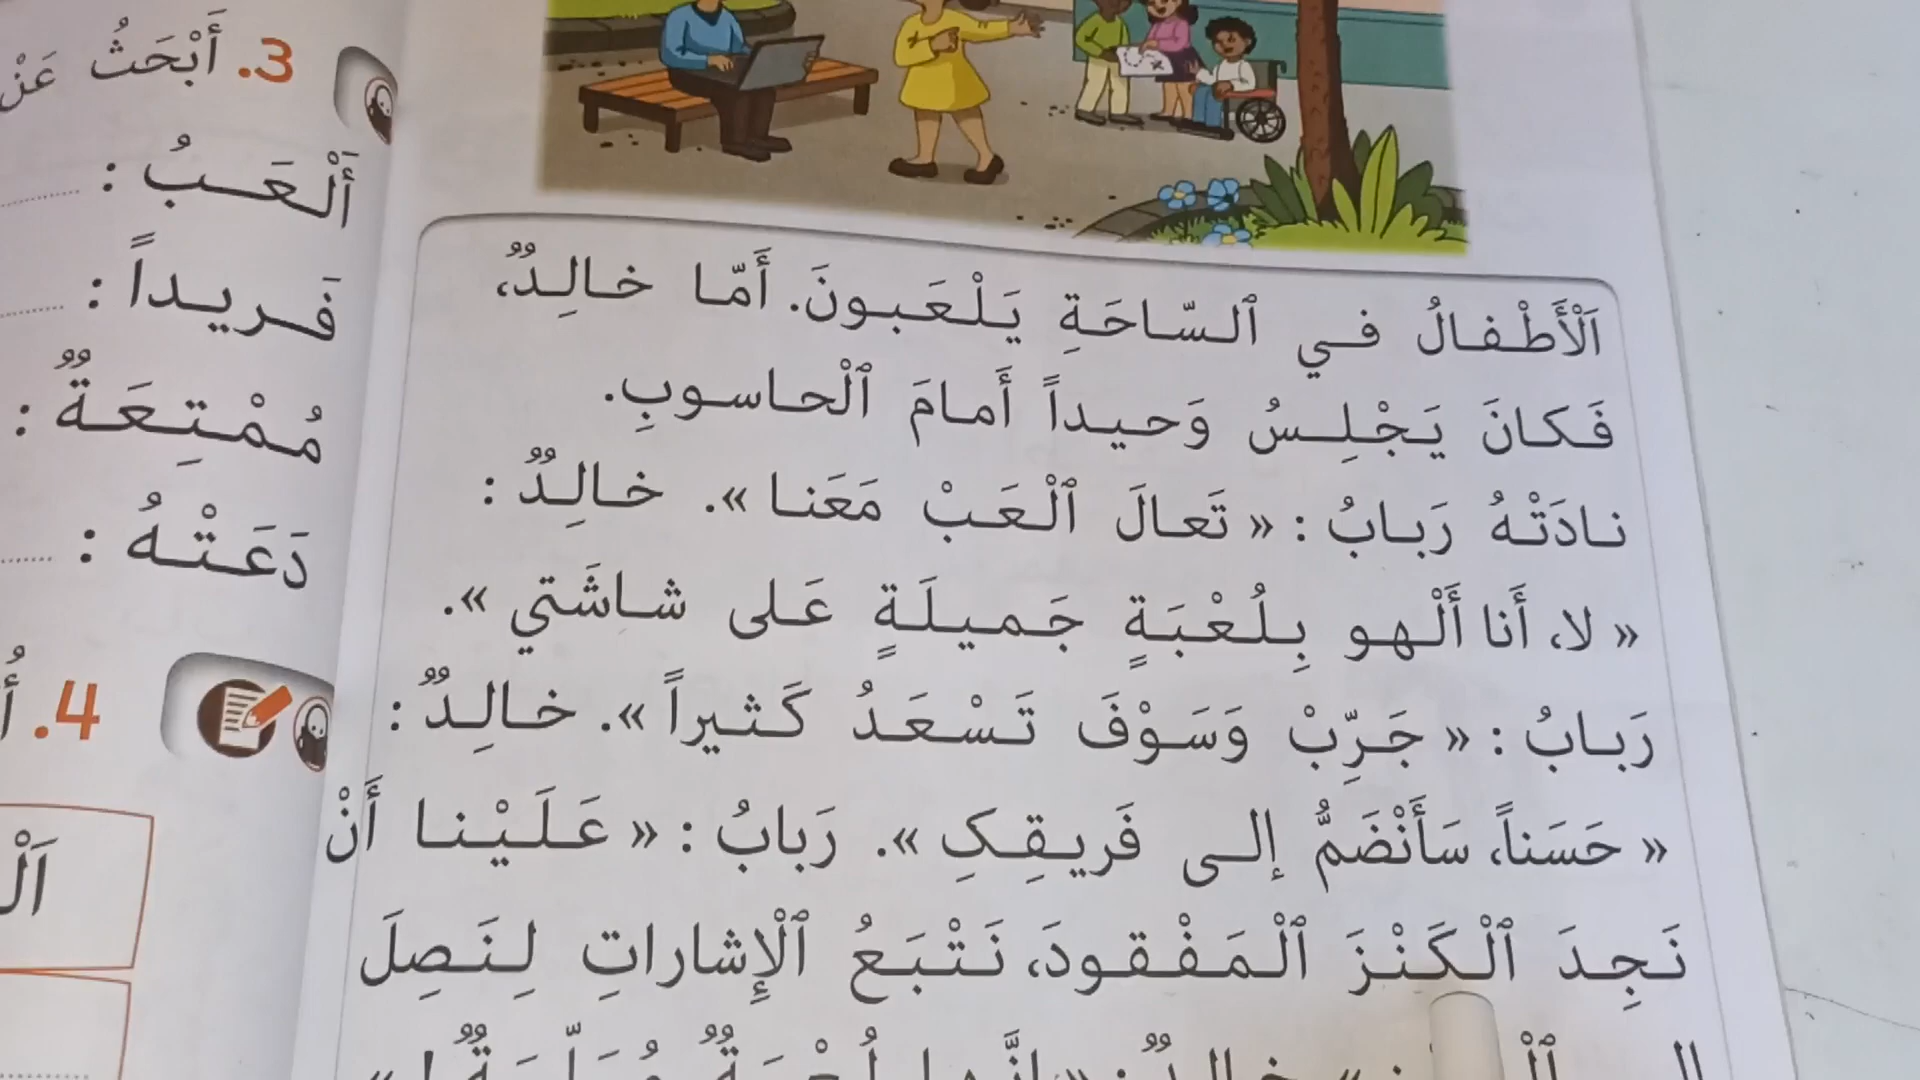 اَلْأَطْفالُ في ٱلسّاحَةِ يَلْعَبونَ. أَمّا خالِدٌ،
فَكانَ يَجْلِسُ وَحيداً أَمامَ ٱلْحاسوبِ.
نادَتْهُ رَبابُ : « تَعالَ ٱلْعَبْ مَعَنا ». خالِدٌ :
« لا، أَنا أَلْهو بِلُعْبَةٍ جَميلَةٍ عَلى شاشَتي ».
رَبابُ : « جَرِّبْ وَسَوْفَ تَسْعَدُ كَثيراً ». خالِدٌ :
« حَسَناً، سَأَنْضَمُّ إلى فَريقِكِ ». رَبابُ : « عَلَيْنا أَنْ
نَجِدَ ٱلْكَنْزَ ٱلْمَفْقودَ، نَتْبَعُ ٱلْإِشاراتِ لِنَصِلَ
3. أَبْحَثُ عَنْ
أَلْعَبُ :
فَريداً :
مُمْتِعَةٌ :
دَعَتْهُ :
4.